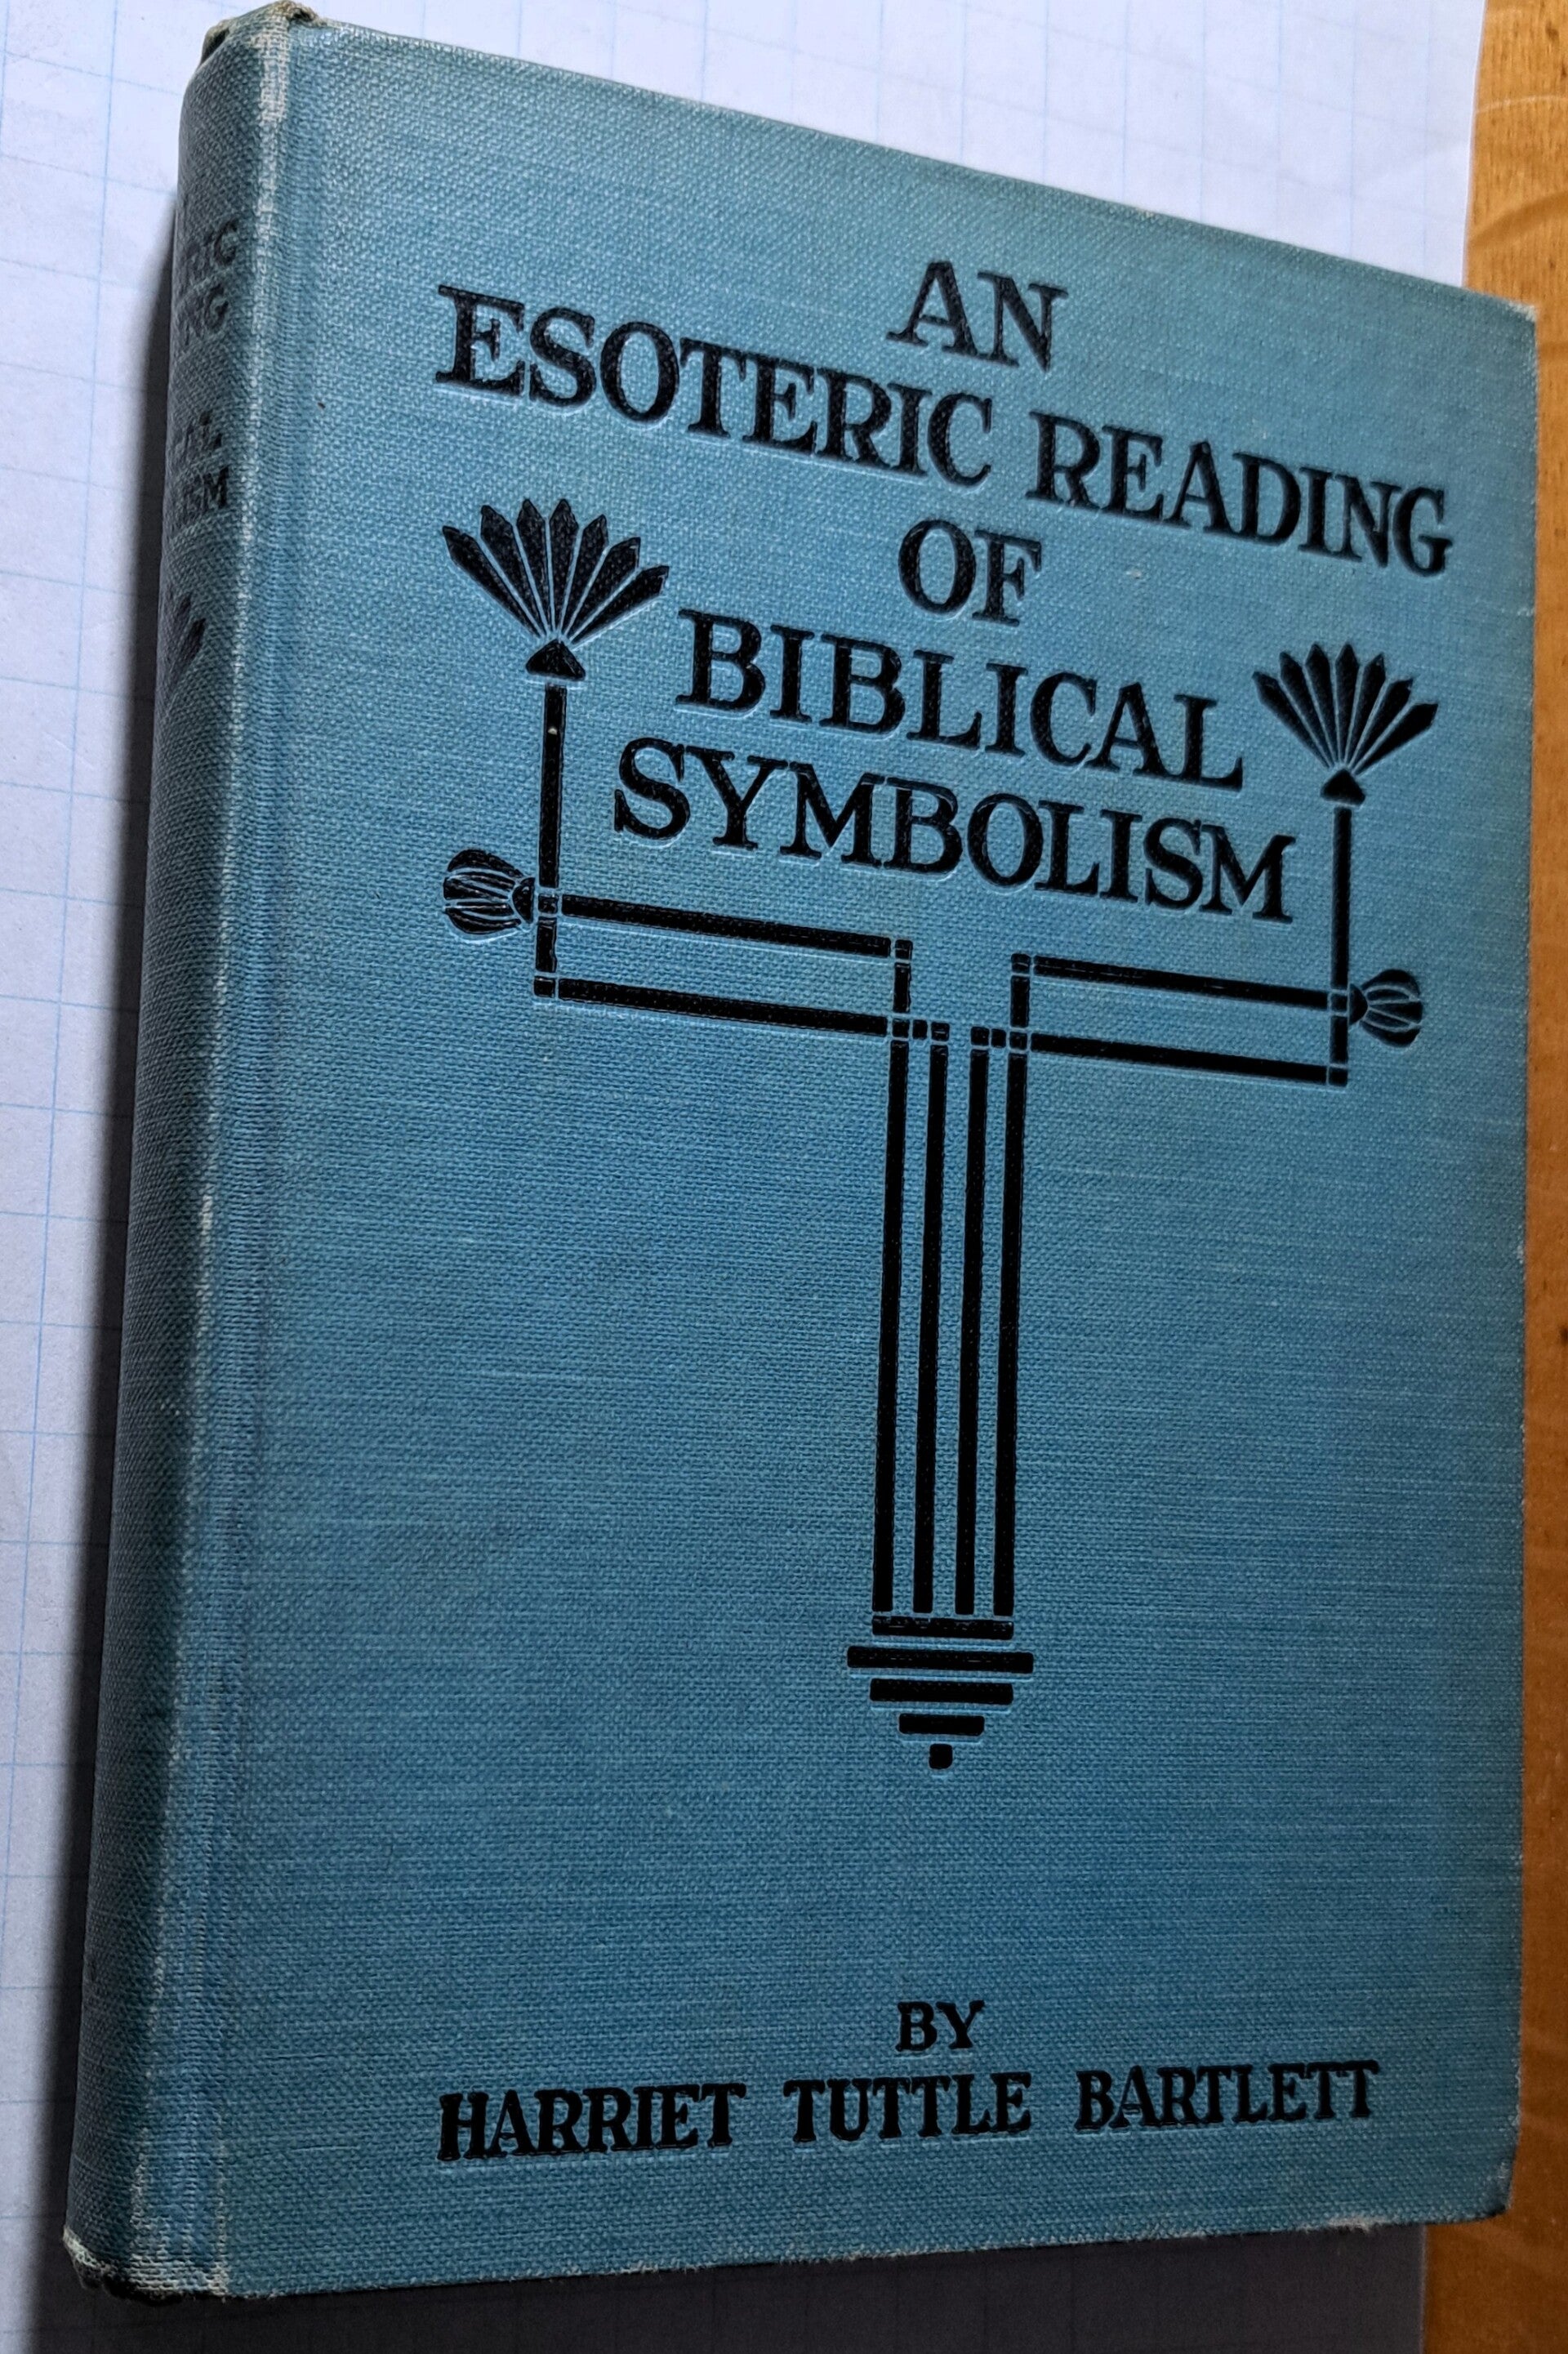 AN
ESOTERIC READING
OF
BIBLICAL
SYMBOLISM
BY
HARRIET TUTTLE BARTLETT